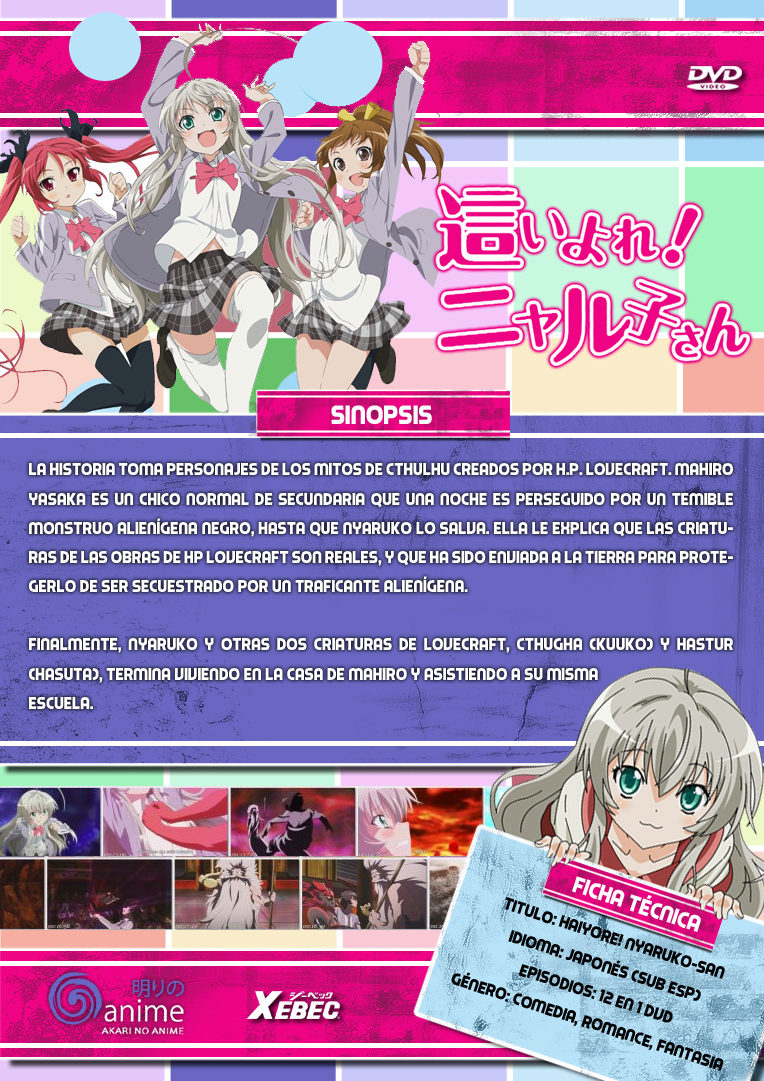 DVD
VIDEO
這いよれ!
ニャル子さん
SINOPSIS
LA HISTORIA TOMA PERSONAJES DE LOS MITOS DE CTHULHU CREADOS POR H.P. LOVECRAFT. MAHIRO
YASAKA ES UN CHICO NORMAL DE SECUNDARIA QUE UNA NOCHE ES PERSEGUIDO POR UN TEMIBLE
MONSTRUO ALIENÍGENA NEGRO, HASTA QUE NYARUKO LO SALVA. ELLA LE EXPLICA QUE LAS CRIATU-
RAS DE LAS OBRAS DE HP LOVECRAFT SON REALES, Y QUE HA SIDO ENVIADA A LA TIERRA PARA PROTE-
GERLO DE SER SECUESTRADO POR UN TRAFICANTE ALIENÍGENA.
FINALMENTE, NYARUKO Y OTRAS DOS CRIATURAS DE LOVECRAFT, CTHUGHA (KUUKO) Y HASTUR
(HASUTA), TERMINA VIVIENDO EN LA CASA DE MAHIRO Y ASISTIENDO A SU MISMA
ESCUELA.
FICHA TÉCNICA
TITULO: HAIYORE! NYARUKO-SAN
IDIOMA: JAPONÉS (SUB ESP)
EPISODIOS: 12 EN 1 DVD
GÉNERO: COMEDIA, ROMANCE, FANTASIA
明りの
anime
AKARI NO ANIME
ジーベック
XEBEC